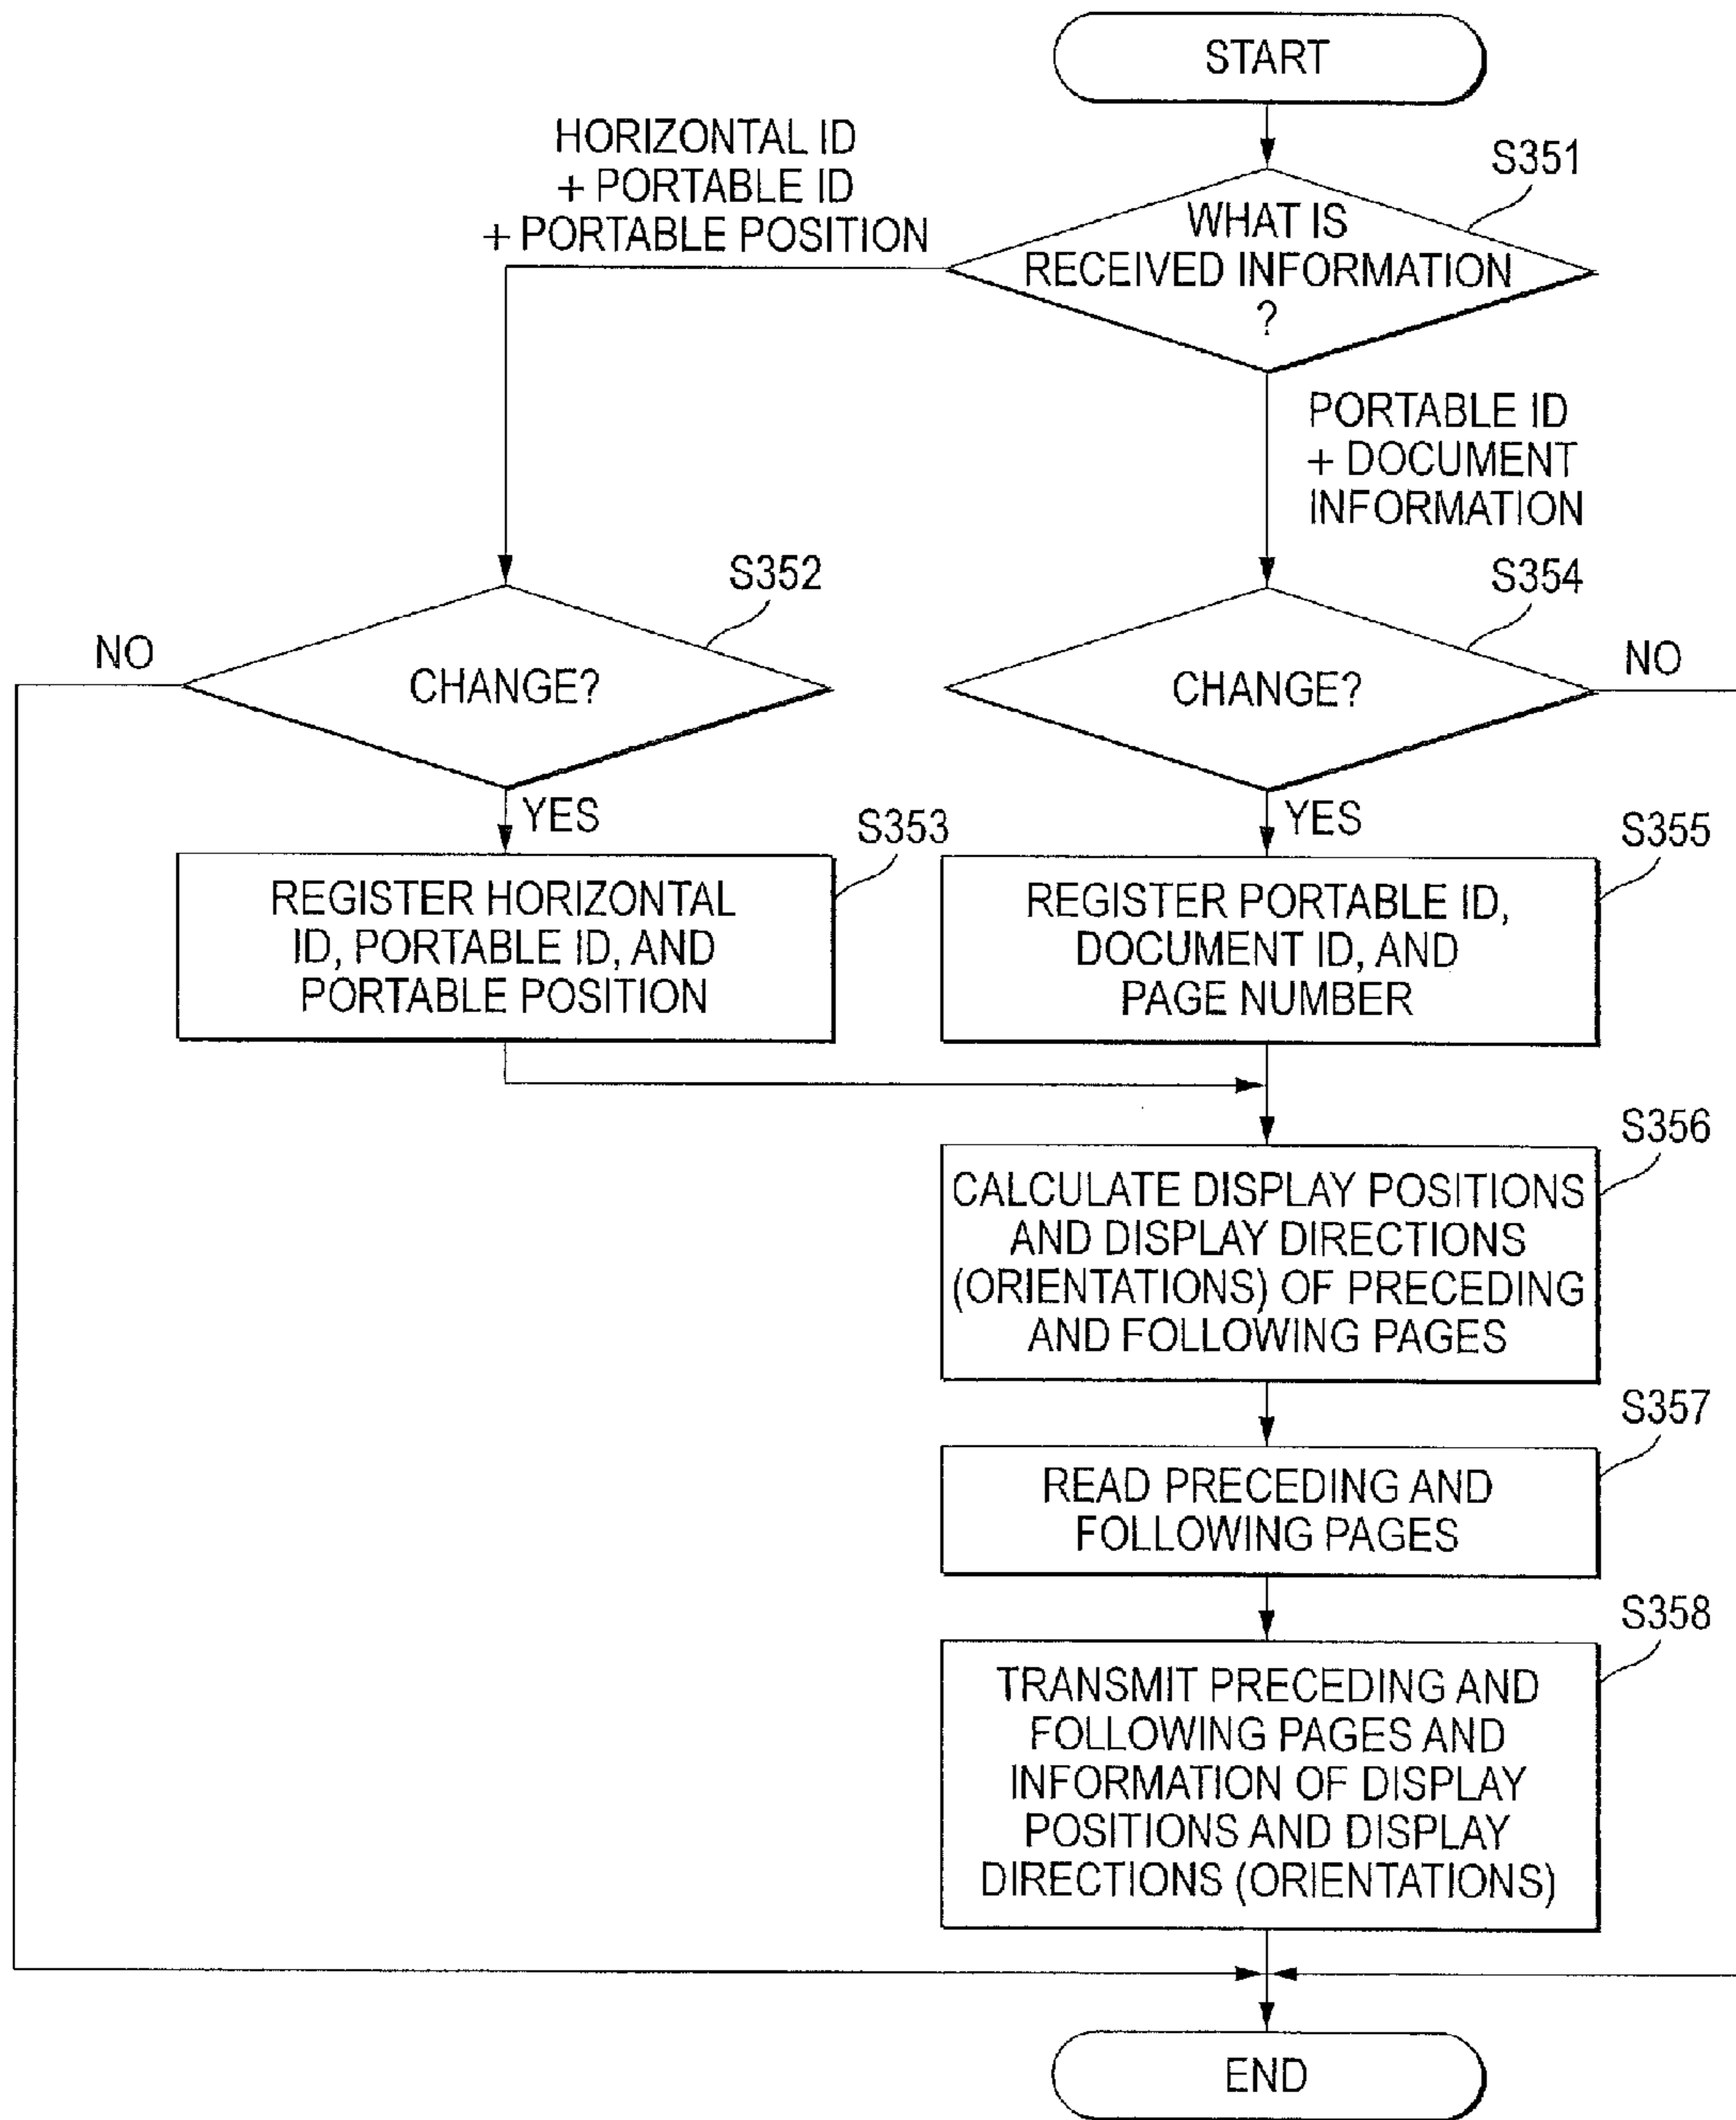 START
HORIZONTAL ID
+ PORTABLE ID
+ PORTABLE POSITION
S351
WHAT IS
RECEIVED INFORMATION
?
PORTABLE ID
+ DOCUMENT
INFORMATION
S352
NO
CHANGE?
YES
S354
CHANGE?
NO
YES
S353
REGISTER HORIZONTAL
ID, PORTABLE ID, AND
PORTABLE POSITION
S355
REGISTER PORTABLE ID,
DOCUMENT ID, AND
PAGE NUMBER
S356
CALCULATE DISPLAY POSITIONS
AND DISPLAY DIRECTIONS
(ORIENTATIONS) OF PRECEDING
AND FOLLOWING PAGES
S357
READ PRECEDING AND
FOLLOWING PAGES
S358
TRANSMIT PRECEDING AND
FOLLOWING PAGES AND
INFORMATION OF DISPLAY
POSITIONS AND DISPLAY
DIRECTIONS (ORIENTATIONS)
END